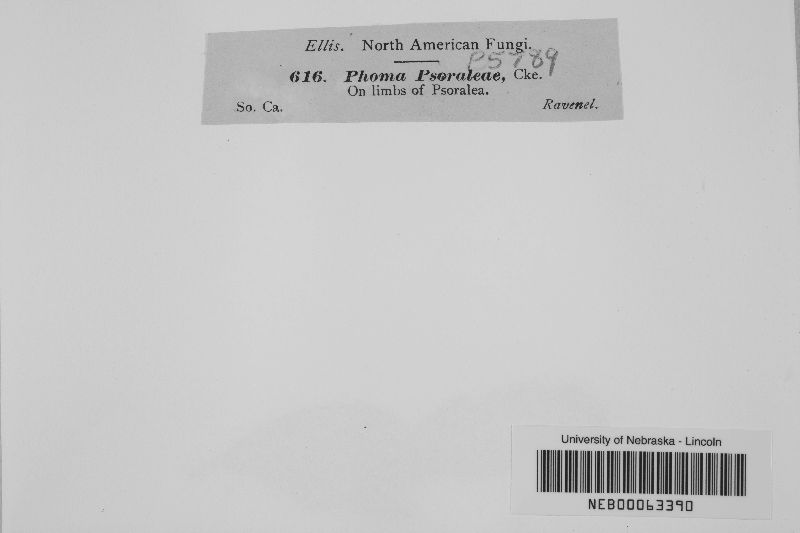 Ellis. North American Fungi.
P5789
616. Phoma Psoraleae, Cke.
On limbs of Psoralea.
So. Ca. Ravenel.
University of Nebraska - Lincoln
NEB00063390